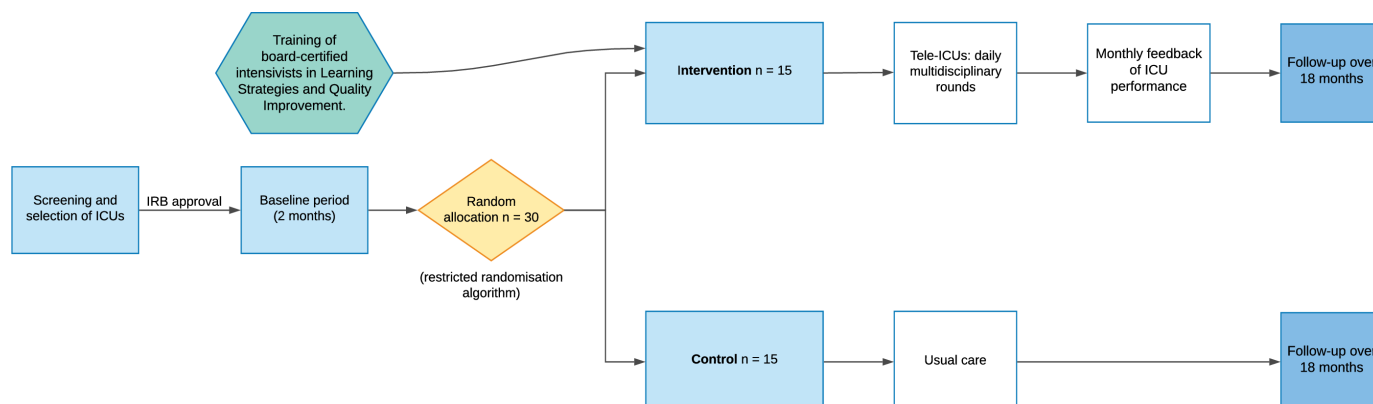 Training of
board-certified
intensivists in Learning
Strategies and Quality
Improvement.
Intervention n = 15
Tele-ICUs: daily
multidisciplinary
rounds
Monthly feedback
of ICU
performance
Follow-up over
18 months
Screening and
selection of ICUs
IRB approval
Baseline period
(2 months)
Random
allocation n = 30
(restricted randomisation
algorithm)
Control n = 15
Usual care
Follow-up over
18 months